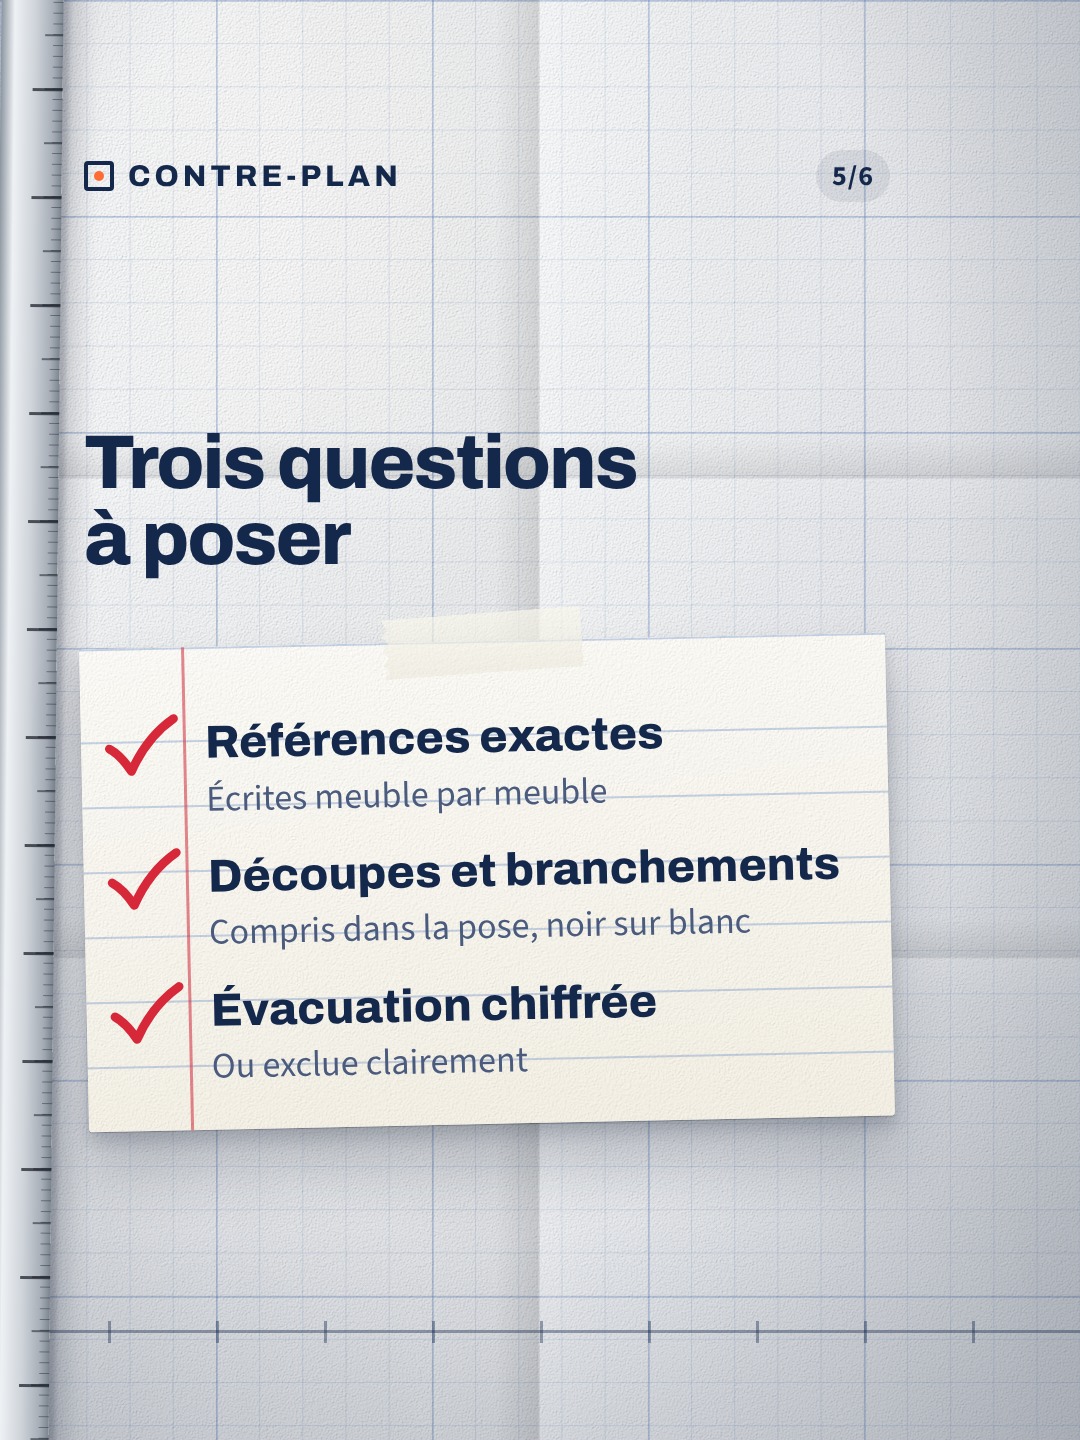 CONTRE-PLAN
5/6
Trois questions
à poser
Références exactes
Écrites meuble par meuble
Découpes et branchements
Compris dans la pose, noir sur blanc
Évacuation chiffrée
Ou exclue clairement